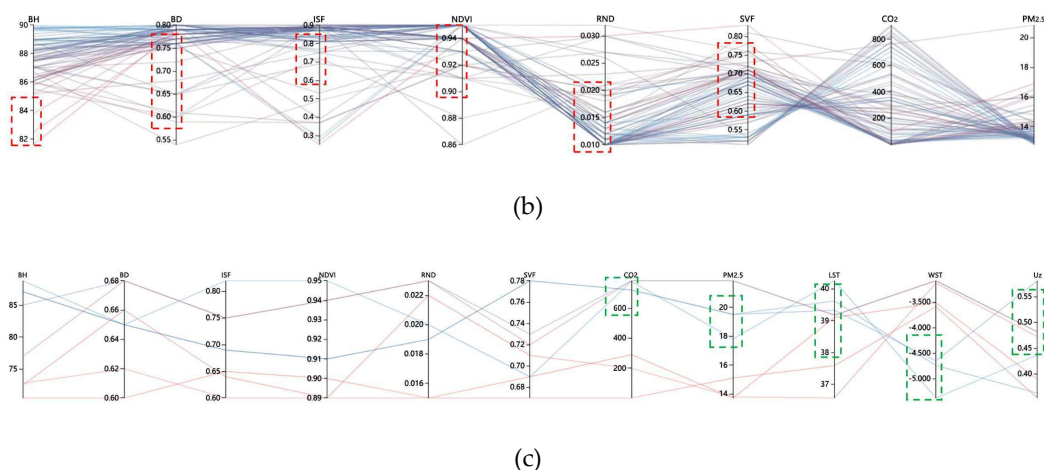 BH BD ISF NDVI RND SVF CO2 PM2.5
90 0.80 0.9 0.030 0.80 800 20
88 0.75 0.8 0.94 0.025 0.75 600 18
86 0.70 0.7 0.92 0.020 0.70 400 16
84 0.65 0.6 0.90 0.015 0.65 200 14
82 0.60 0.5 0.88 0.010 0.60
0.55 0.4 0.86 0.55
0.3
(b)
BH BD ISF NDVI RND SVF CO2 PM2.5 LST WST Uz
85 0.68 0.80 0.95 0.022 0.78 600 20 40 -3.500 0.55
80 0.66 0.75 0.94 0.020 0.76 400 18 39 -4.000 0.50
75 0.64 0.70 0.93 0.018 0.74 200 16 38 -4.500 0.45
0.62 0.65 0.92 0.016 0.72 14 37 -5.000 0.40
0.60 0.60 0.91 0.70
0.90 0.68
0.89
(c)